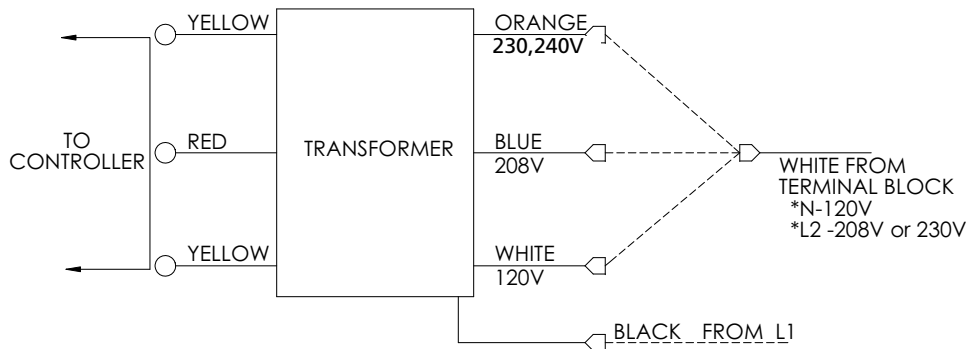 YELLOW
ORANGE
230,240V
TO
CONTROLLER
RED
TRANSFORMER
BLUE
208V
WHITE FROM
TERMINAL BLOCK
*N-120V
*L2 -208V or 230V
YELLOW
WHITE
120V
BLACK FROM L1